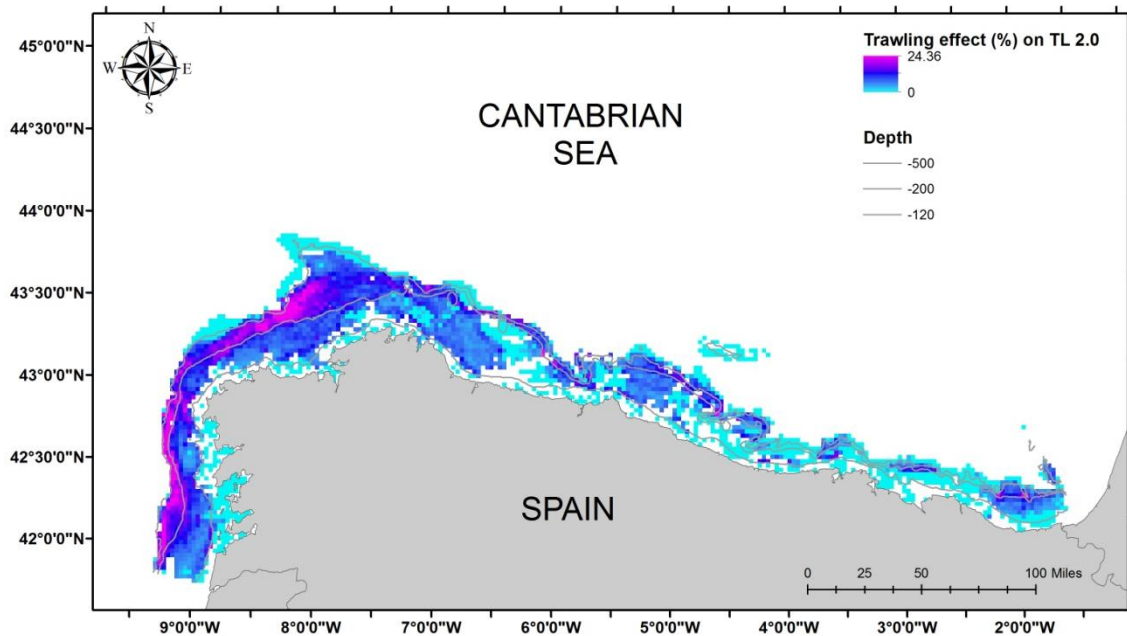 45°0'0"N
44°30'0"N
44°0'0"N
43°30'0"N
43°0'0"N
42°30'0"N
42°0'0"N
N
W
E
S
CANTABRIAN
SEA
Trawling effect (%) on TL 2.0
24.36
0
Depth
-500
-200
-120
SPAIN
0 25 50 100 Miles
9°0'0"W 8°0'0"W 7°0'0"W 6°0'0"W 5°0'0"W 4°0'0"W 3°0'0"W 2°0'0"W